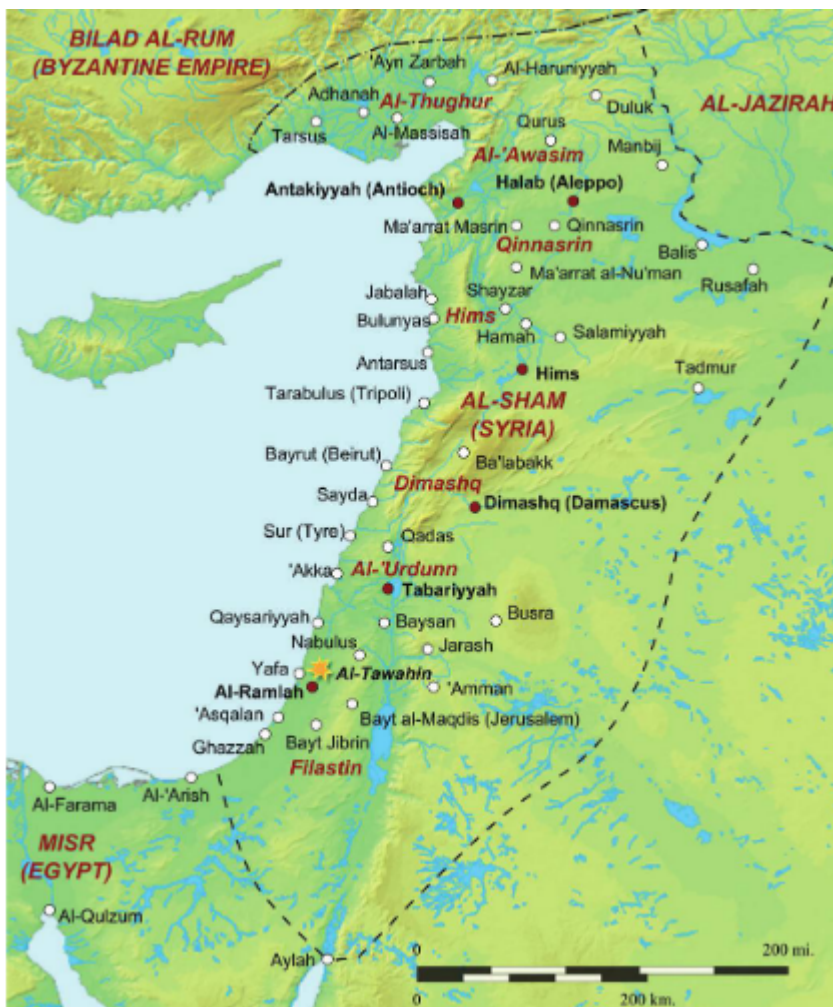 BILAD AL-RUM
(BYZANTINE EMPIRE)
'Ayn Zarbah
Al-Haruniyyah
Adhanah
Al-Thughur
Duluk
AL-JAZIRAH
Tarsus
Al-Massisah
Qurus
Al-'Awasim
Manbij
Antakiyyah (Antioch)
Halab (Aleppo)
Ma'arrat Masrin
Qinnasrin
Qinnasrin
Balis
Ma'arrat al-Nu'man
Rusafah
Jabalah
Shayzar
Bulunyas
Hims
Hamah
Salamiyyah
Antarsus
Hims
Tadmur
Tarabulus (Tripoli)
AL-SHAM
(SYRIA)
Bayrut (Beirut)
Ba'labakk
Dimashq
Sayda
Dimashq (Damascus)
Sur (Tyre)
Qadas
'Akka
Al-'Urdunn
Tabariyyah
Qaysariyyah
Baysan
Busra
Nabulus
Jarash
Yafa
Al-Tawahin
Al-Ramlah
'Amman
'Asqalan
Bayt al-Maqdis (Jerusalem)
Ghazzah
Bayt Jibrin
Filastin
Al-Farama
Al-'Arish
MISR
(EGYPT)
Al-Qulzum
Aylah
0
200 mi.
0
200 km.